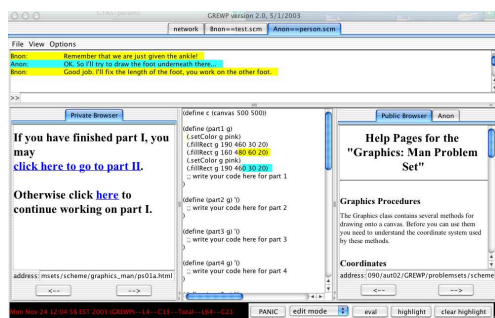 GREWP version 2.0, 5/1/2003
network
Bnon==test.scm
Anon==person.scm
File View Options
Bnon: Remember that we are just given the ankle!
Anon: OK. So I'll try to draw the foot underneath there...
Bnon: Good job. I'll fix the length of the foot, you work on the other foot.
>>
Private Browser
If you have finished part I, you
may
click here to go to part II.
Otherwise click here to
continue working on part I.
address: msets/scheme/graphics_man/ps01a.html
<--
-->
(define c (canvas 500 500))
(define (part1 g)
(.setColor g pink)
(.fillRect g 190 460 30 20)
(.fillRect g 160 480 60 20))
(.setColor g pink)
(.fillRect g 190 460 30 20))
;; write your code here for part 1
)
(define (part2 g) '()
;; write your code here for part 2
)
(define (part3 g) '()
;; write your code here for part 3
)
(define (part4 g) '()
;; write your code here for part 4
)
Public Browser
Anon
Help Pages for the
"Graphics: Man Problem
Set"
Graphics Procedures
The Graphics class contains several methods for
drawing onto a canvas. Before you can use them
you need to understand the coordinate system used
by these methods.
Coordinates
address: 090/aut02/GREWP/problemsets/scheme
<--
-->
Mon Nov 24 12:04:58 EST 2003
PANIC
edit mode
eval
highlight
clear highlight